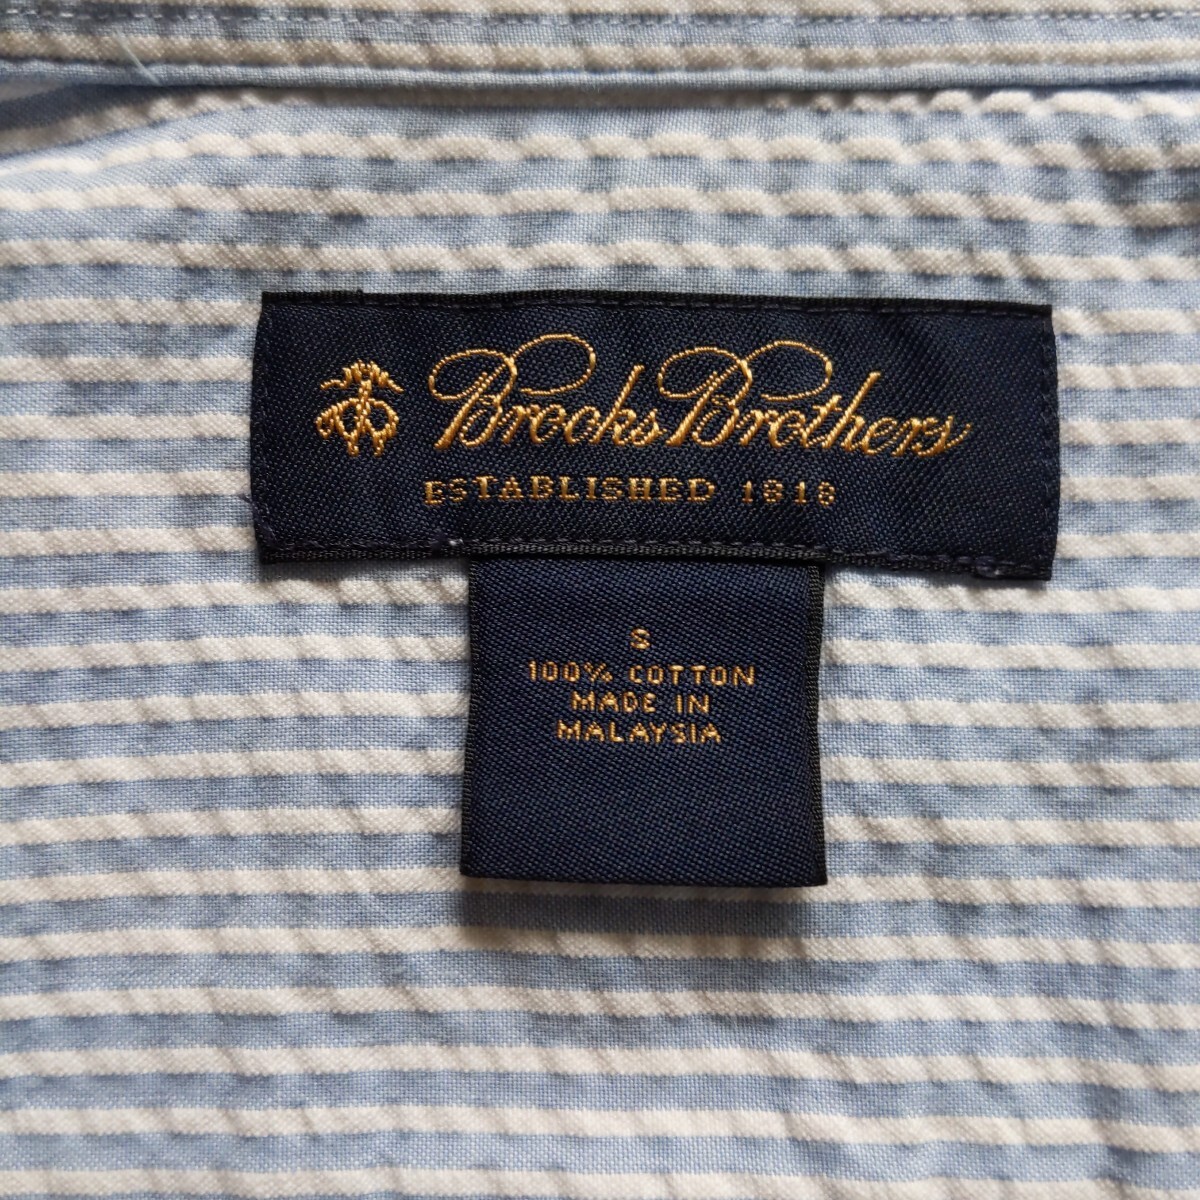 Brooks Brothers
ESTABLISHED 1818
S
100% COTTON
MADE IN
MALAYSIA